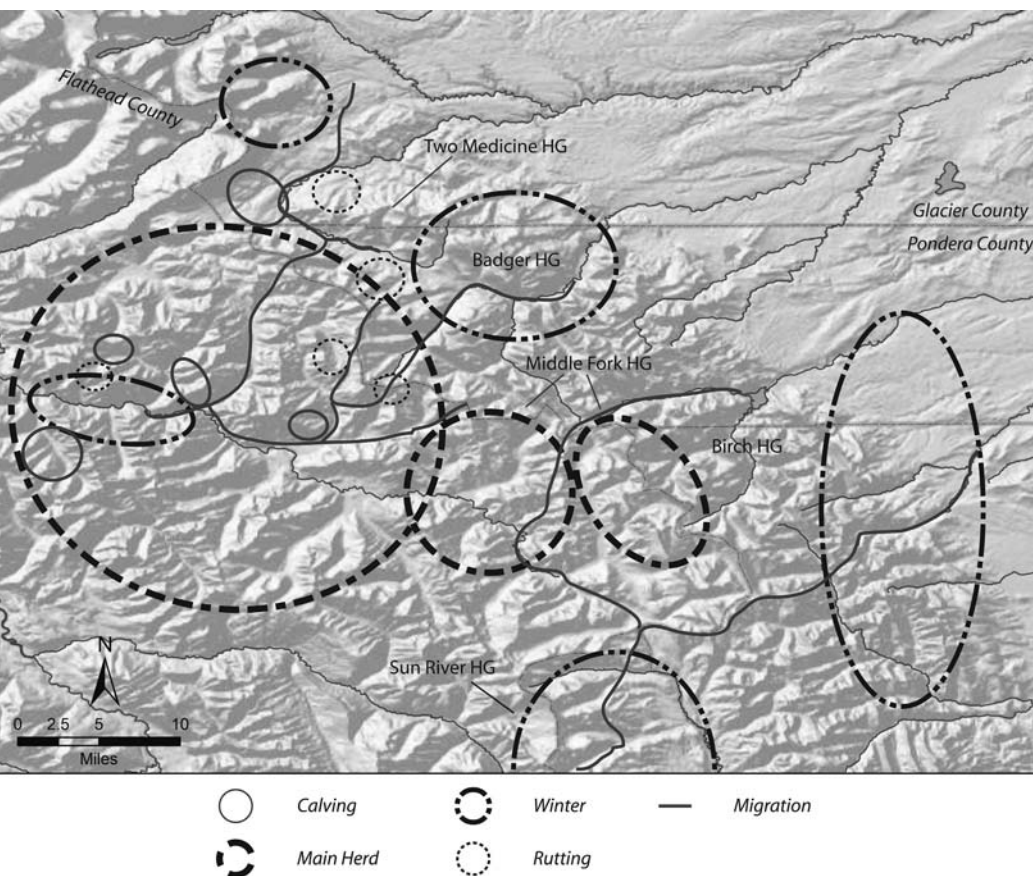 Flathead County
Two Medicine HG
Glacier County
Pondera County
Badger HG
Middle Fork HG
Birch HG
Sun River HG
N
0 2.5 5 10
Miles
Calving
Winter
Migration
Main Herd
Rutting